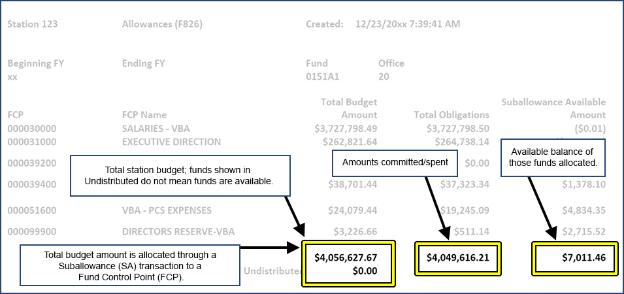 Station 123 Allowances (F826) Created: 12/23/20xx 7:39:41 AM
Beginning FY Ending FY Fund Office
xx 0151A1 20
Total Budget Suballowance Available
FCP FCP Name Amount Total Obligations Amount
000030000 SALARIES - VBA $3,727,798.49 $3,727,798.50 ($0.01)
000031000 EXECUTIVE DIRECTION $262,821.64 $264,738.14
Available balance of
those funds allocated.
Amounts committed/spent
000039200 $0.00
Total station budget; funds shown in
Undistributed do not mean funds are available.
000039400 $38,701.44 $37,323.34 $1,378.10
000051600 VBA - PCS EXPENSES $24,079.44 $19,245.09 $4,834.35
000099900 DIRECTORS RESERVE-VBA $3,226.66 $511.14 $2,715.52
Total budget amount is allocated through a
Suballowance (SA) transaction to a
Fund Control Point (FCP).
$4,056,627.67 $4,049,616.21 $7,011.46
Undistributed $0.00